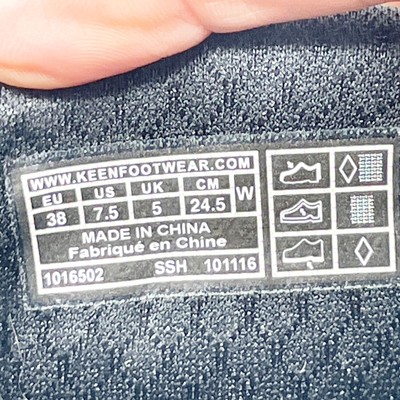 WWW.KEENFOOTWEAR.COM
EU US UK CM W
38 7.5 5 24.5
MADE IN CHINA
Fabriqué en Chine
1016502 SSH 101116